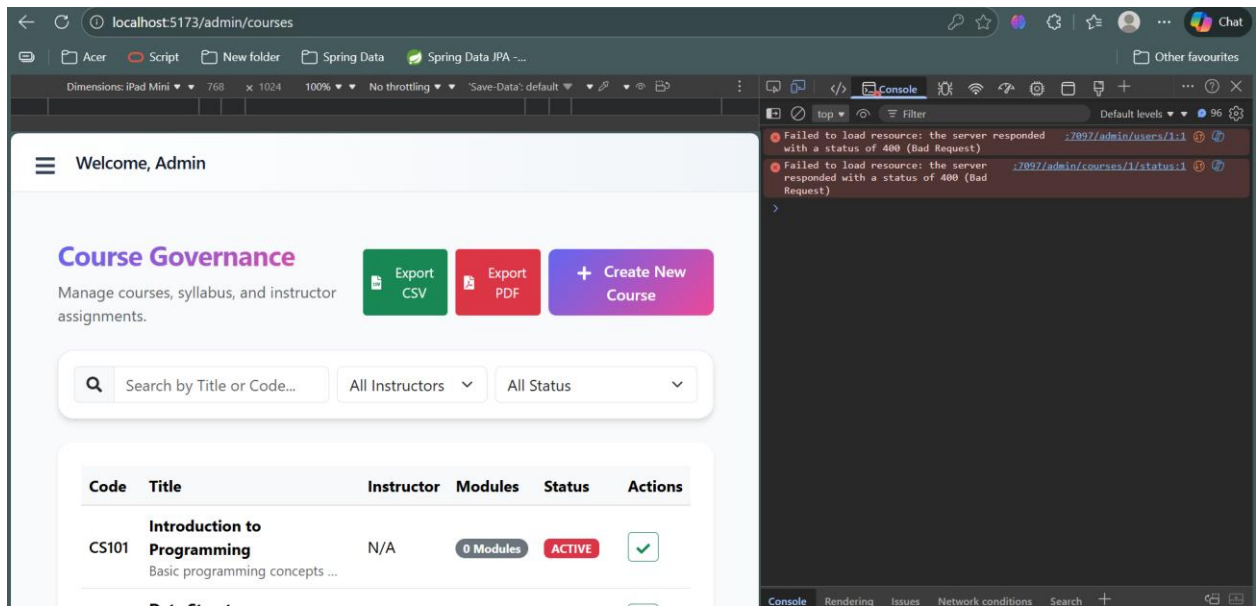 localhost:5173/admin/courses
Chat
Acer
Script
New folder
Spring Data
Spring Data JPA -...
Other favourites
Dimensions: iPad Mini
768 x 1024
100%
No throttling
'Save-Data': default
Console
top
Filter
Default levels
96
Failed to load resource: the server responded :7097/admin/users/1:1
with a status of 400 (Bad Request)
Failed to load resource: the server :7097/admin/courses/1/status:1
responded with a status of 400 (Bad
Request)
Welcome, Admin
Course Governance
Manage courses, syllabus, and instructor
assignments.
Export
CSV
Export
PDF
+ Create New
Course
Search by Title or Code...
All Instructors
All Status
Code Title Instructor Modules Status Actions
CS101
Introduction to
Programming
Basic programming concepts ...
N/A
0 Modules
ACTIVE
Console Rendering Issues Network conditions Search